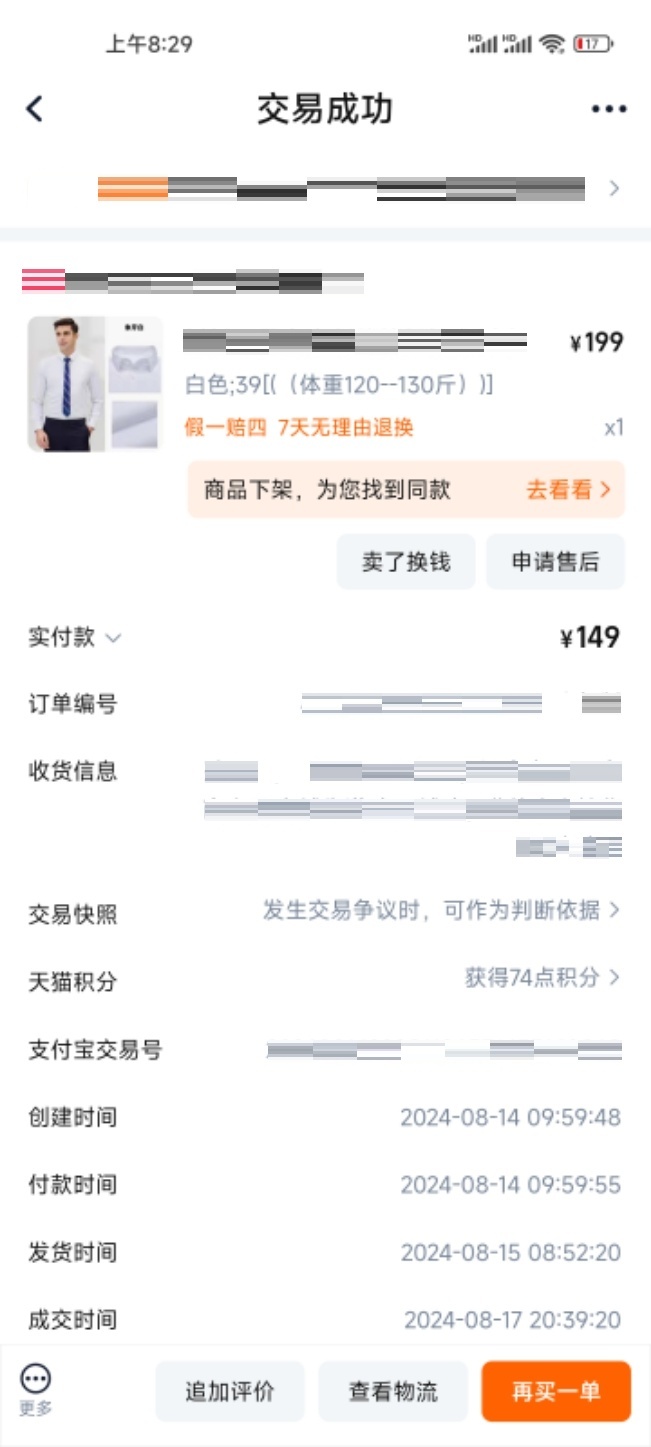 上午8:29
17
交易成功
¥199
白色;39[(（体重120--130斤）)]
假一赔四 7天无理由退换
x1
商品下架，为您找到同款
去看看
卖了换钱
申请售后
实付款
¥149
订单编号
收货信息
交易快照
发生交易争议时，可作为判断依据
天猫积分
获得74点积分
支付宝交易号
创建时间
2024-08-14 09:59:48
付款时间
2024-08-14 09:59:55
发货时间
2024-08-15 08:52:20
成交时间
2024-08-17 20:39:20
更多
追加评价
查看物流
再买一单